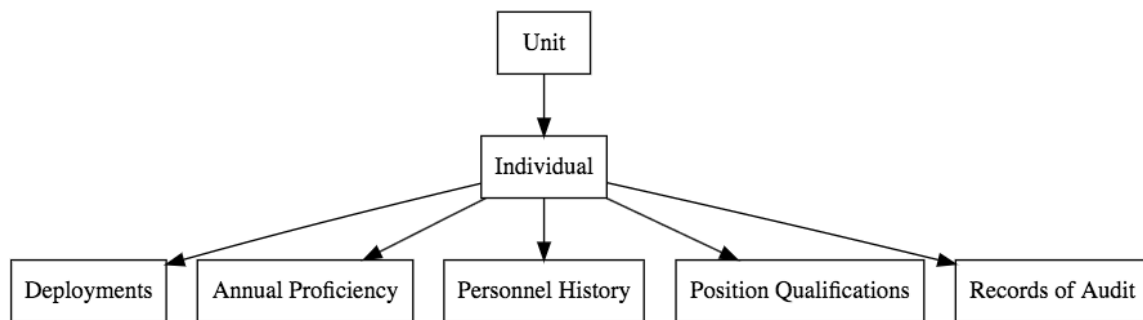 Unit
Individual
Deployments
Annual Proficiency
Personnel History
Position Qualifications
Records of Audit